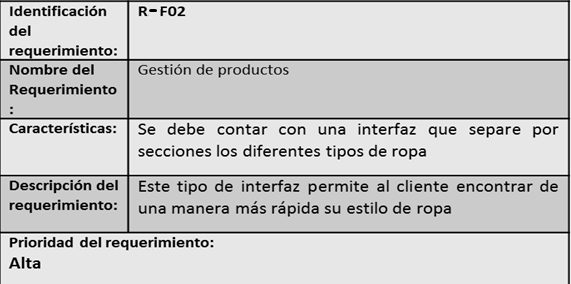 Identificación R-F02
del
requerimiento:
Nombre del Gestión de productos
Requerimiento
:
Características: Se debe contar con una interfaz que separe por
secciones los diferentes tipos de ropa
Descripción del Este tipo de interfaz permite al cliente encontrar de
requerimiento: una manera más rápida su estilo de ropa
Prioridad del requerimiento:
Alta